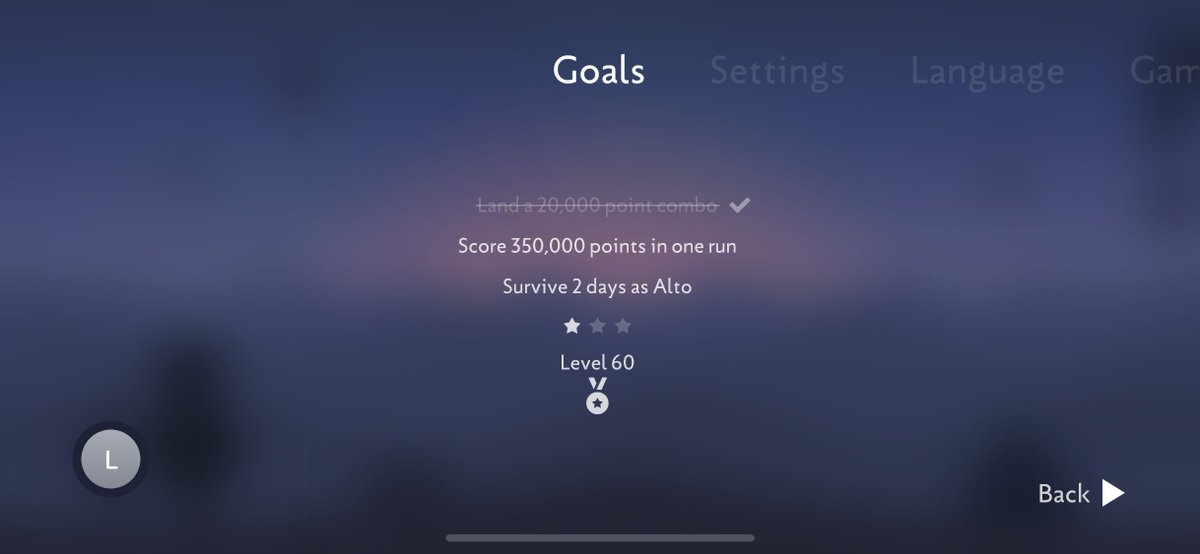 Goals Settings Language Gam
Land a 20,000 point combo
Score 350,000 points in one run
Survive 2 days as Alto
Level 60
L
Back